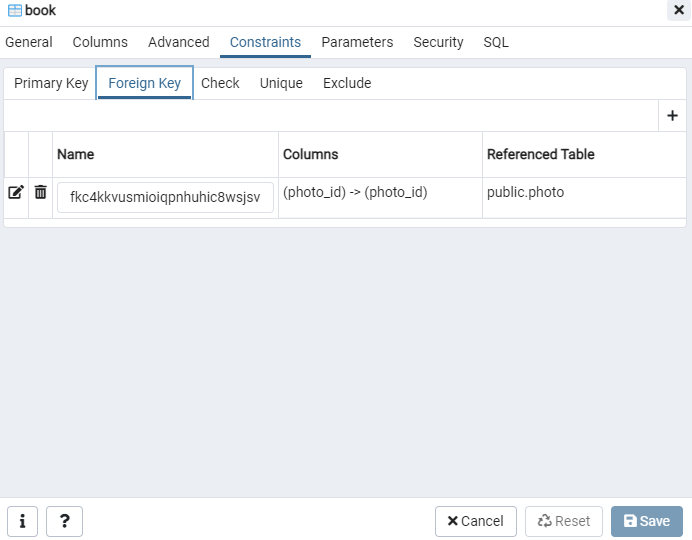 book
General Columns Advanced Constraints Parameters Security SQL
Primary Key Foreign Key Check Unique Exclude
Name Columns Referenced Table
fkc4kkvusmioiqpnhuhic8wsjsv (photo_id) -> (photo_id) public.photo
Cancel Reset Save